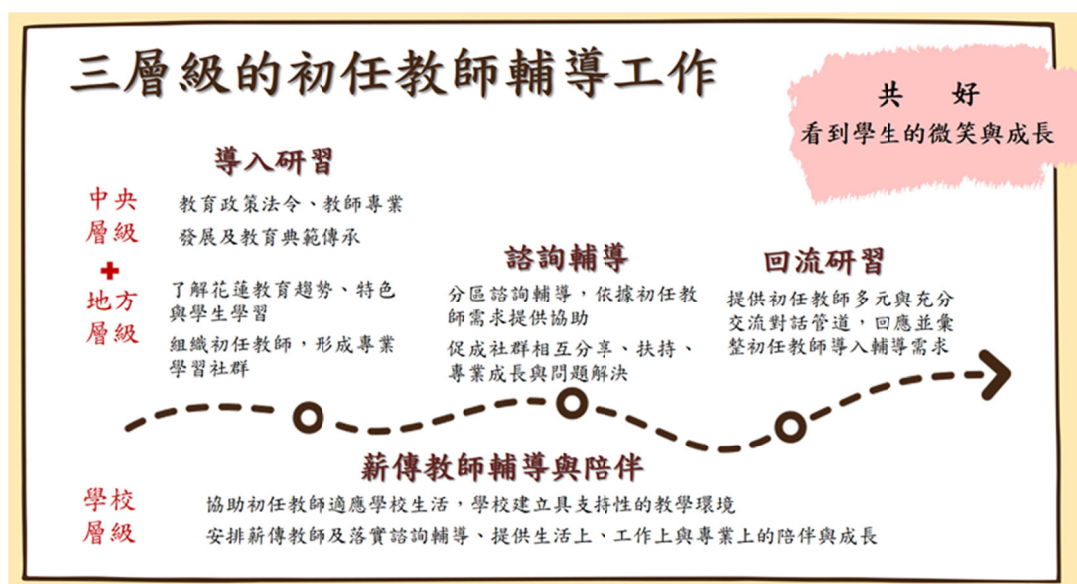 三層級的初任教師輔導工作
共　好
看到學生的微笑與成長
導入研習
中央
層級
教育政策法令、教師專業
發展及教育典範傳承
✚
地方
層級
了解花蓮教育趨勢、特色
與學生學習
組織初任教師，形成專業
學習社群
諮詢輔導
分區諮詢輔導，依據初任教
師需求提供協助
促成社群相互分享、扶持、
專業成長與問題解決
回流研習
提供初任教師多元與充分
交流對話管道，回應並彙
整初任教師導入輔導需求
薪傳教師輔導與陪伴
學校
層級
協助初任教師適應學校生活，學校建立具支持性的教學環境
安排薪傳教師及落實諮詢輔導、提供生活上、工作上與專業上的陪伴與成長